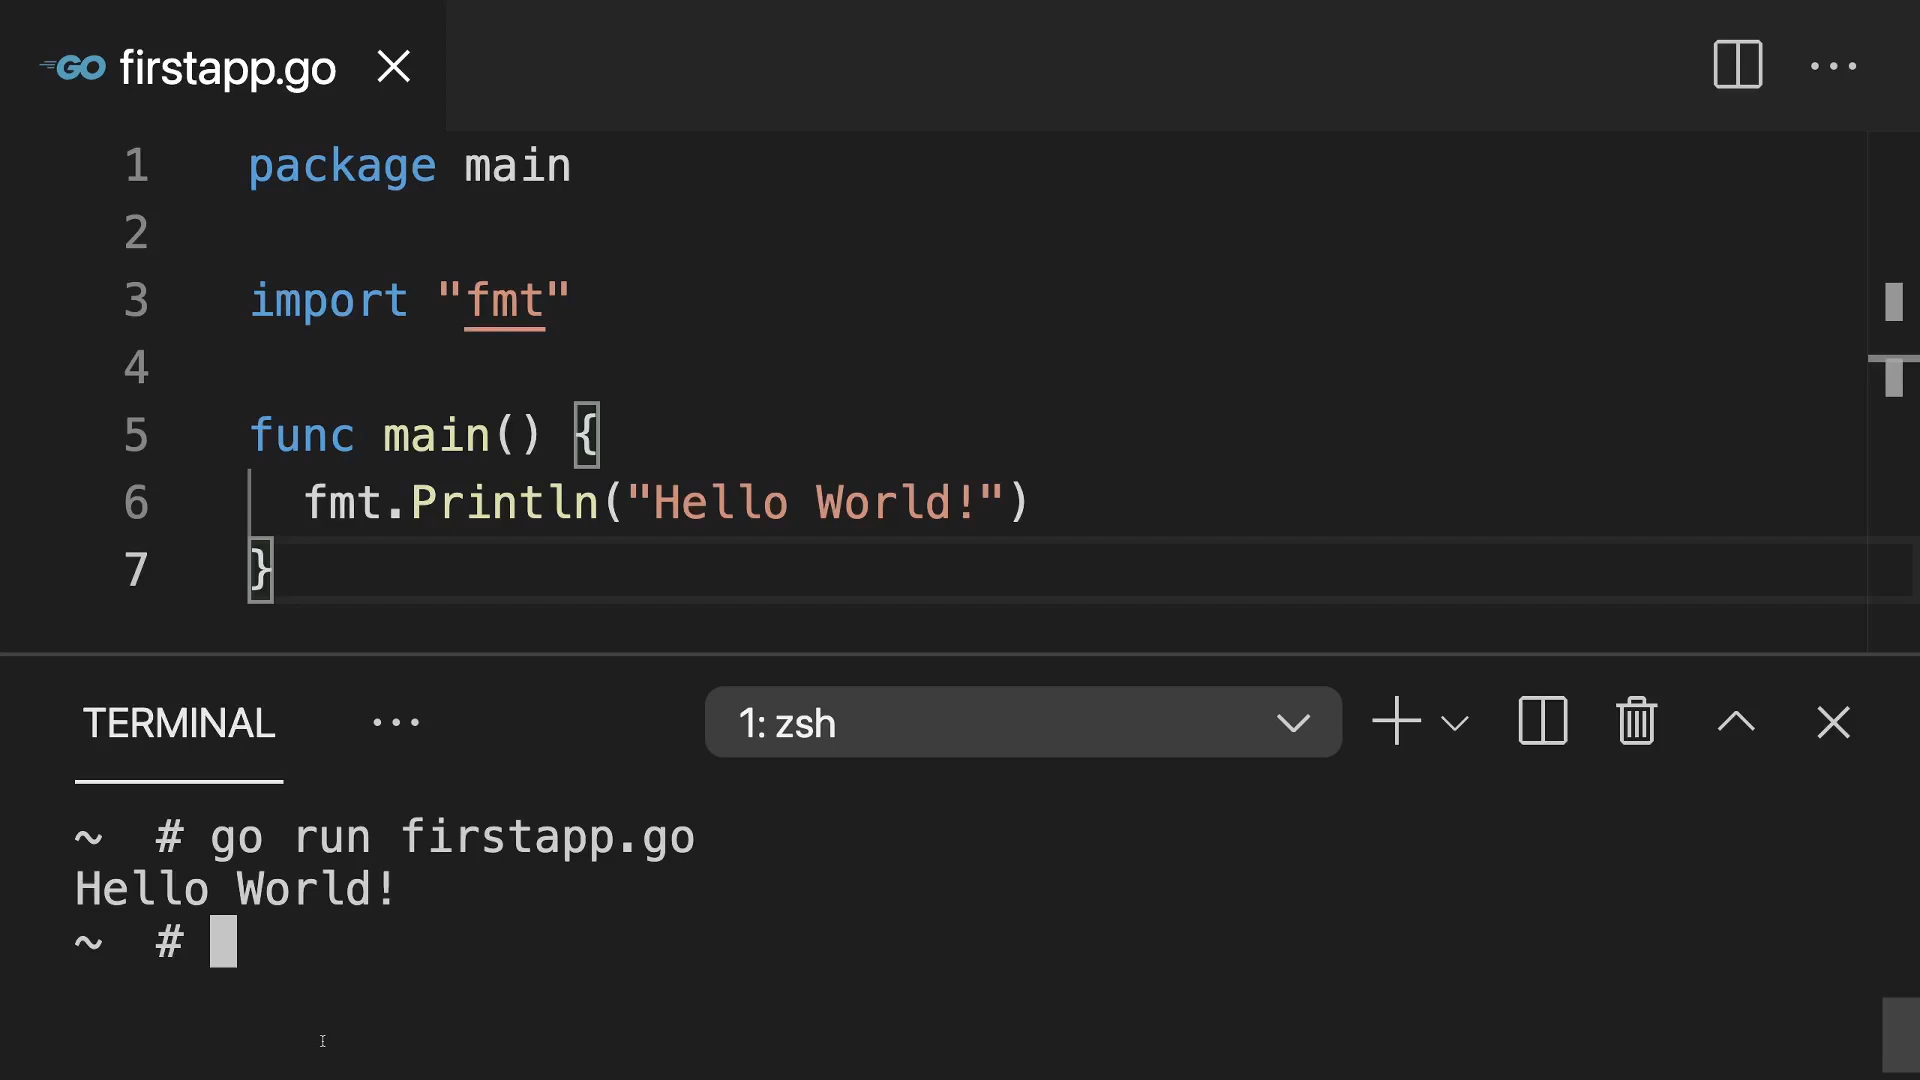 GO firstapp.go
1 package main
2
3 import "fmt"
4
5 func main() {
6 fmt.Println("Hello World!")
7 }
TERMINAL ··· 1: zsh
~ # go run firstapp.go
Hello World!
~ #